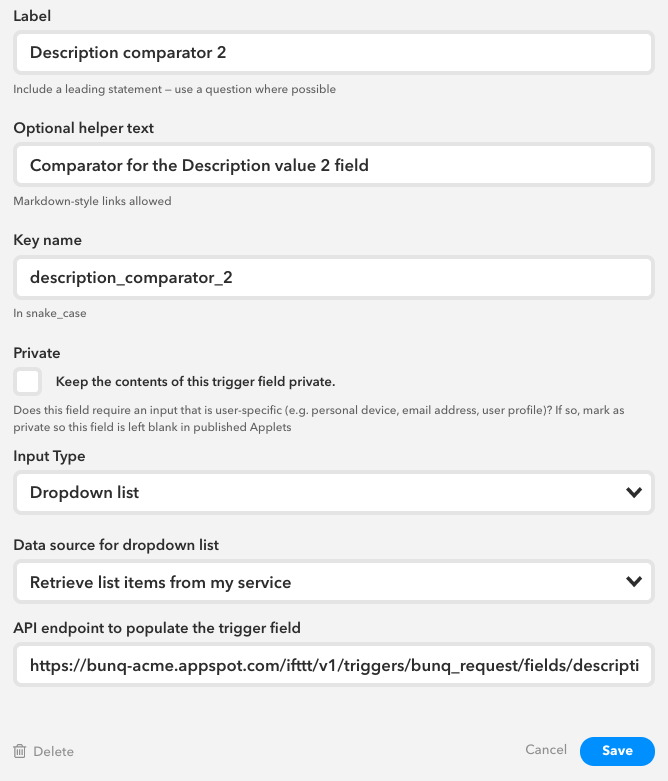 Label
Description comparator 2
Include a leading statement – use a question where possible
Optional helper text
Comparator for the Description value 2 field
Markdown-style links allowed
Key name
description_comparator_2
In snake_case
Private
Keep the contents of this trigger field private.
Does this field require an input that is user-specific (e.g. personal device, email address, user profile)? If so, mark as
private so this field is left blank in published Applets
Input Type
Dropdown list
Data source for dropdown list
Retrieve list items from my service
API endpoint to populate the trigger field
https://bunq-acme.appspot.com/ifttt/v1/triggers/bunq_request/fields/descripti
Delete
Cancel
Save